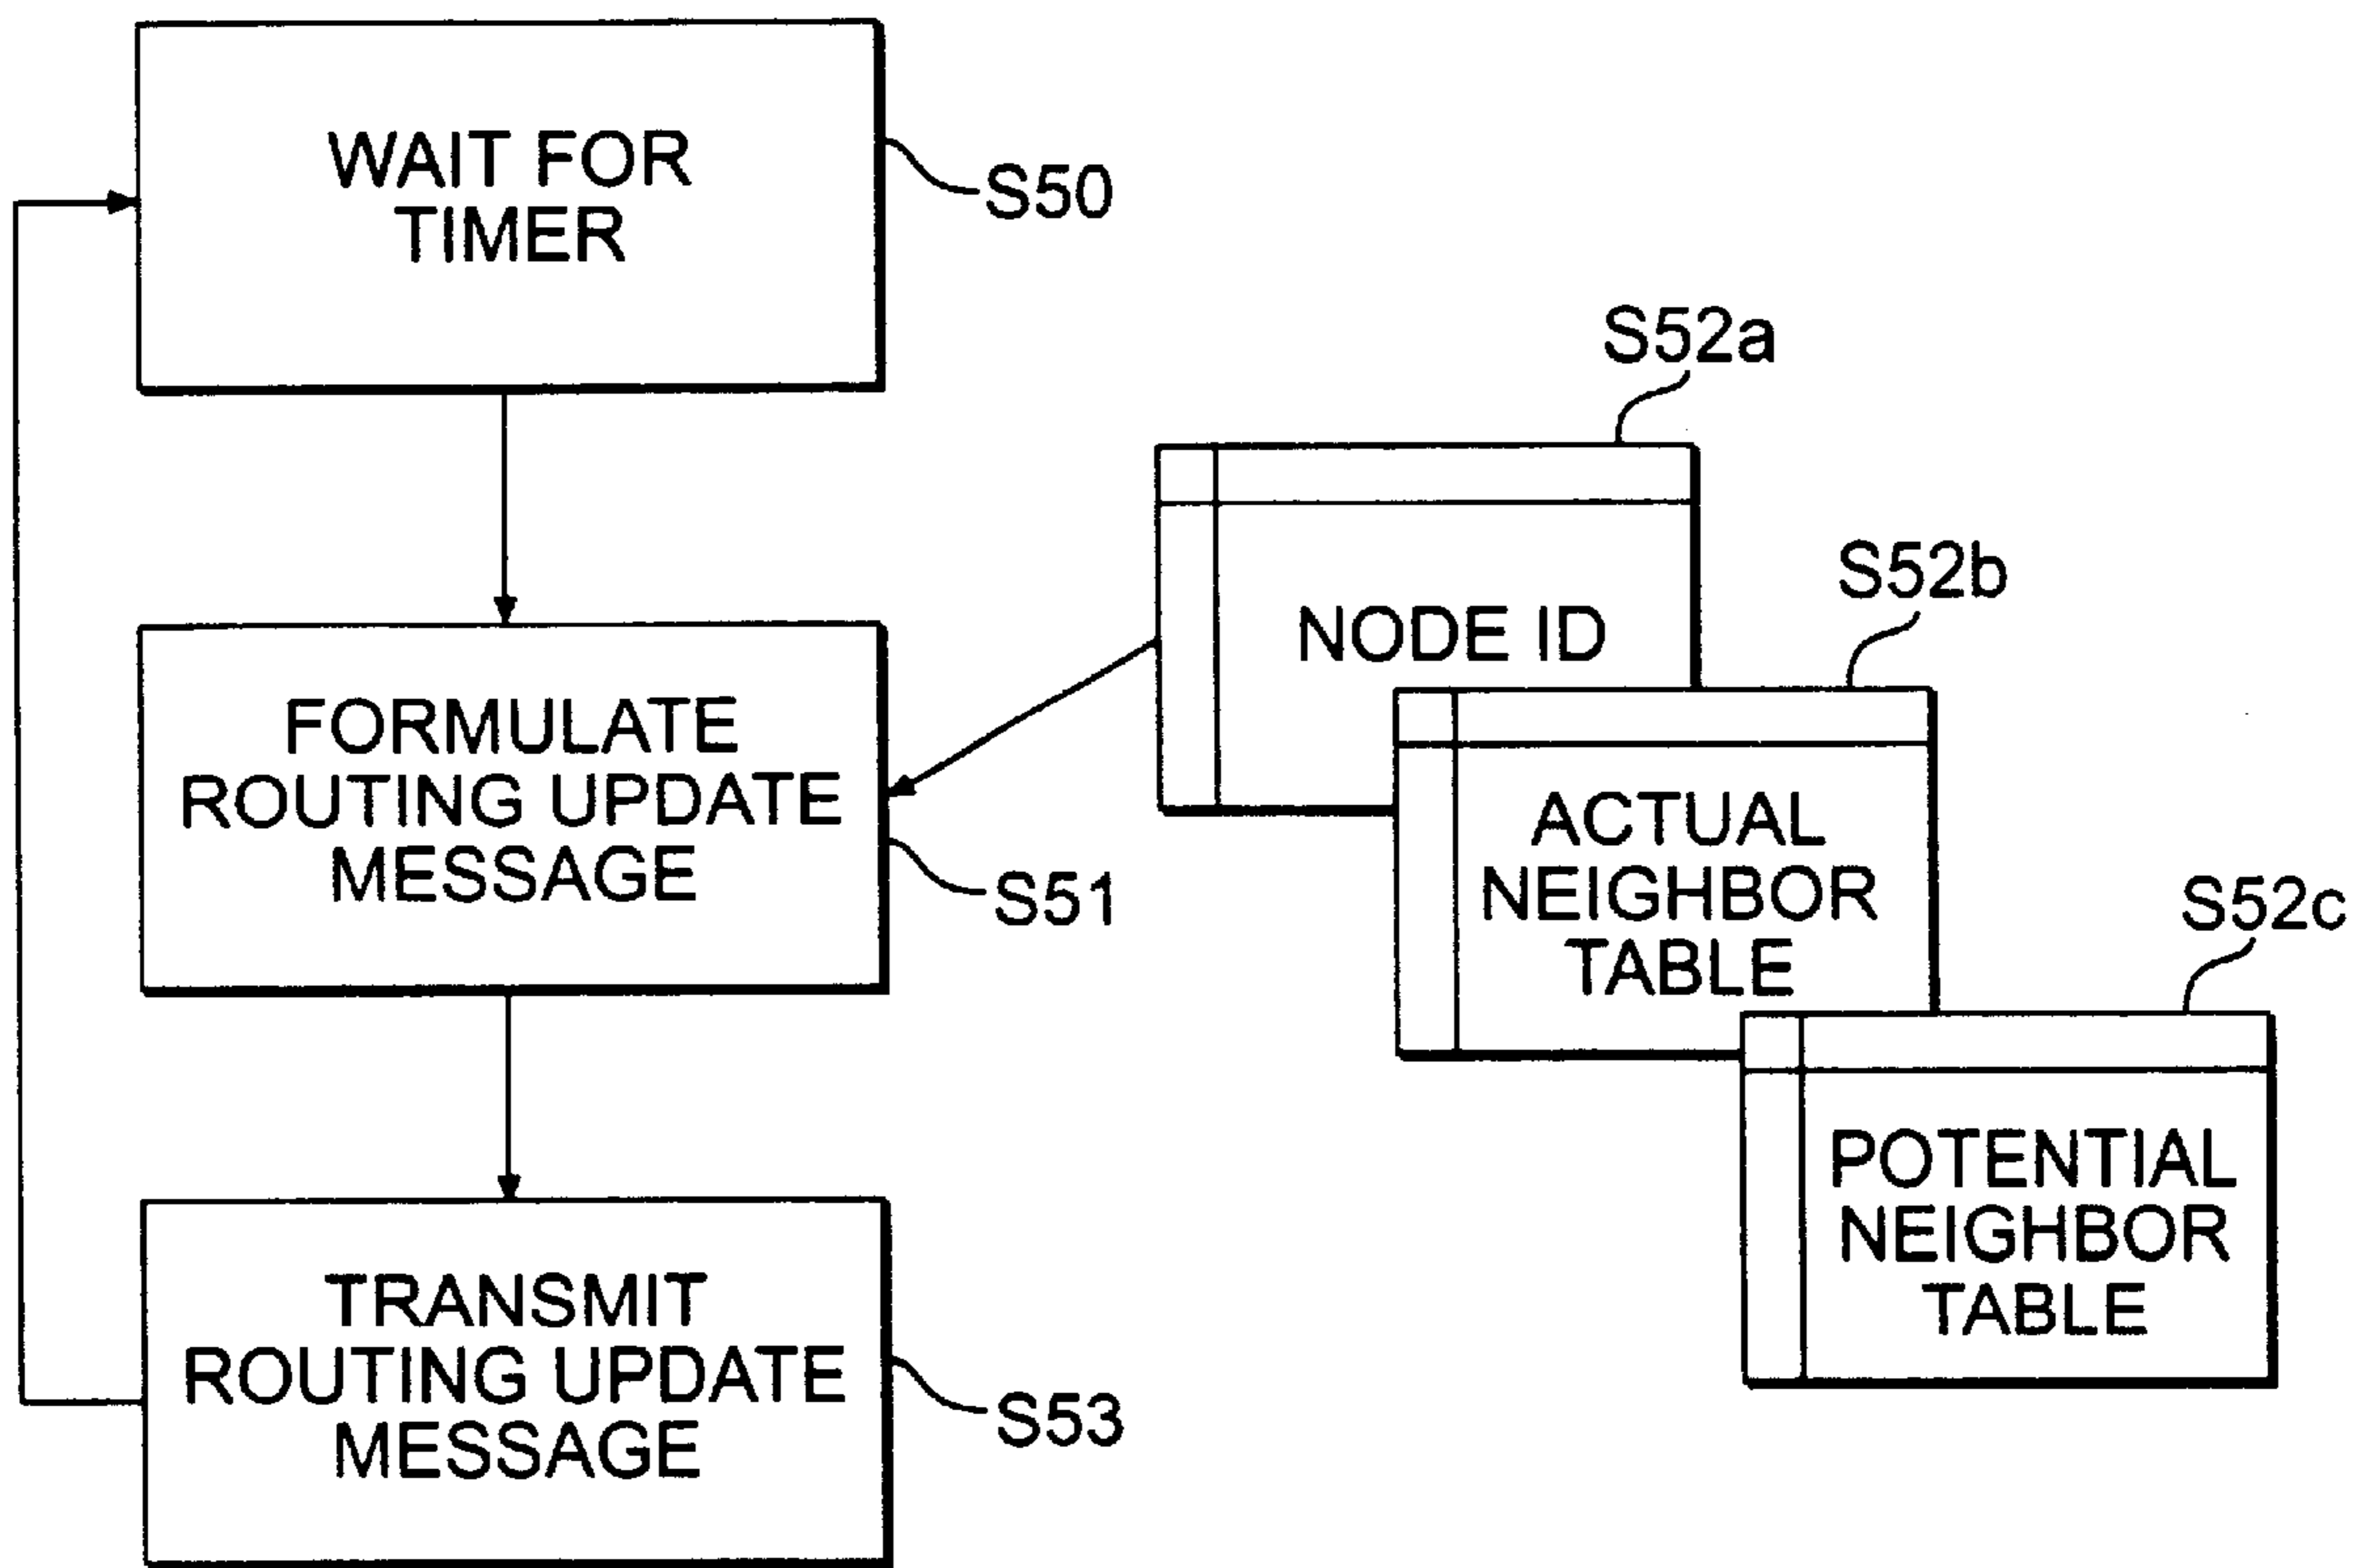 WAIT FOR
TIMER
S50
S52a
NODE ID
S52b
FORMULATE
ROUTING UPDATE
MESSAGE
S51
ACTUAL
NEIGHBOR
TABLE
S52c
POTENTIAL
NEIGHBOR
TABLE
TRANSMIT
ROUTING UPDATE
MESSAGE
S53